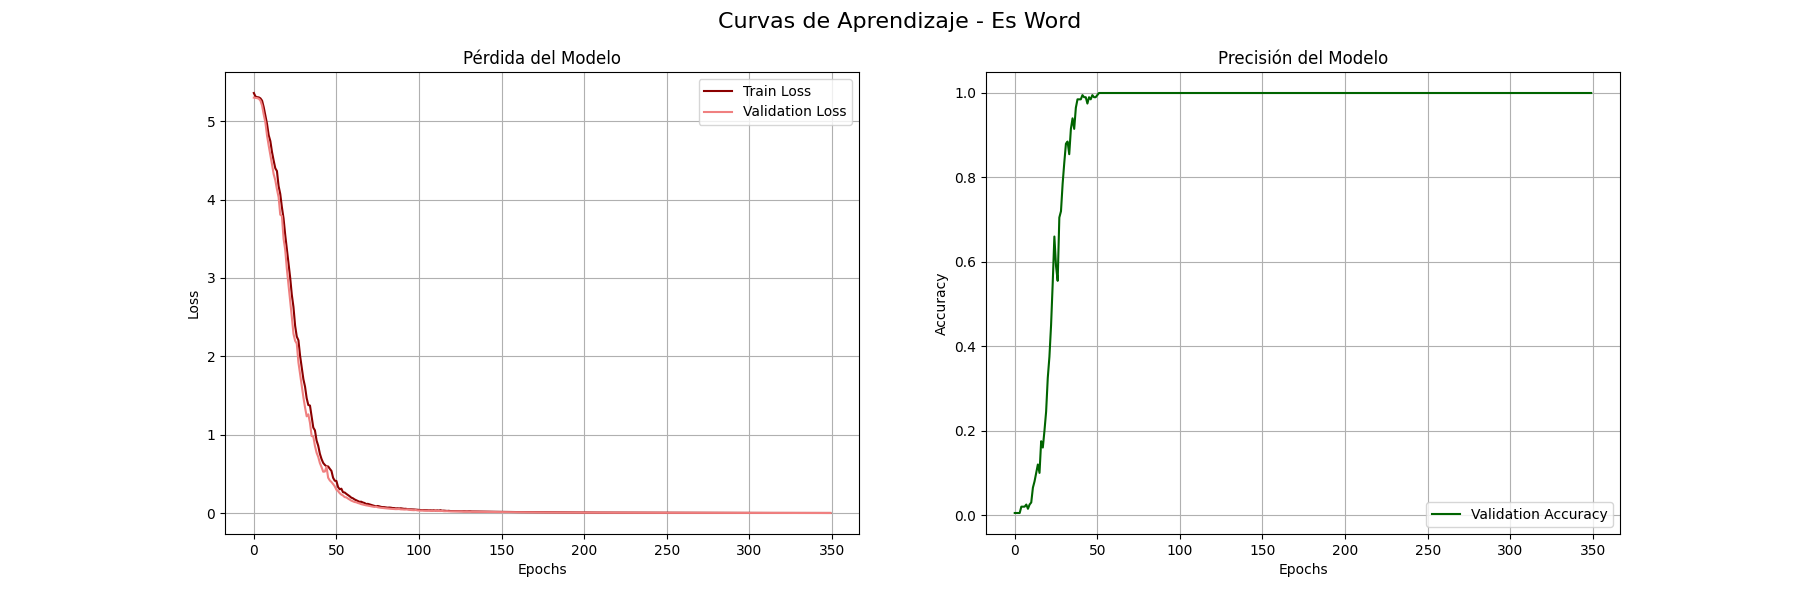 Curvas de Aprendizaje - Es Word
Pérdida del Modelo
Train Loss
Validation Loss
5
4
3
2
1
0
Loss
0 50 100 150 200 250 300 350
Epochs
Precisión del Modelo
1.0
0.8
0.6
0.4
0.2
0.0
Accuracy
Validation Accuracy
0 50 100 150 200 250 300 350
Epochs